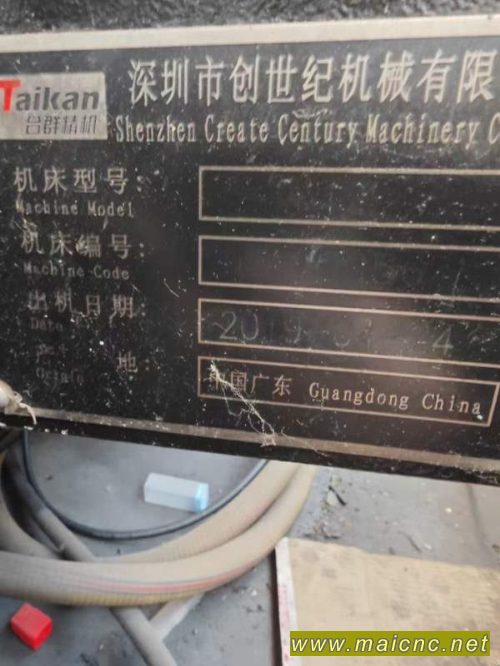 Taikan
台群精机
深圳市创世纪机械有限
Shenzhen Create Century Machinery C
机床型号:
Machine Model
机床编号:
Machine Code
出机日期:
Date
产 地:
Origin
中国广东 Guangdong China
www.maicnc.net